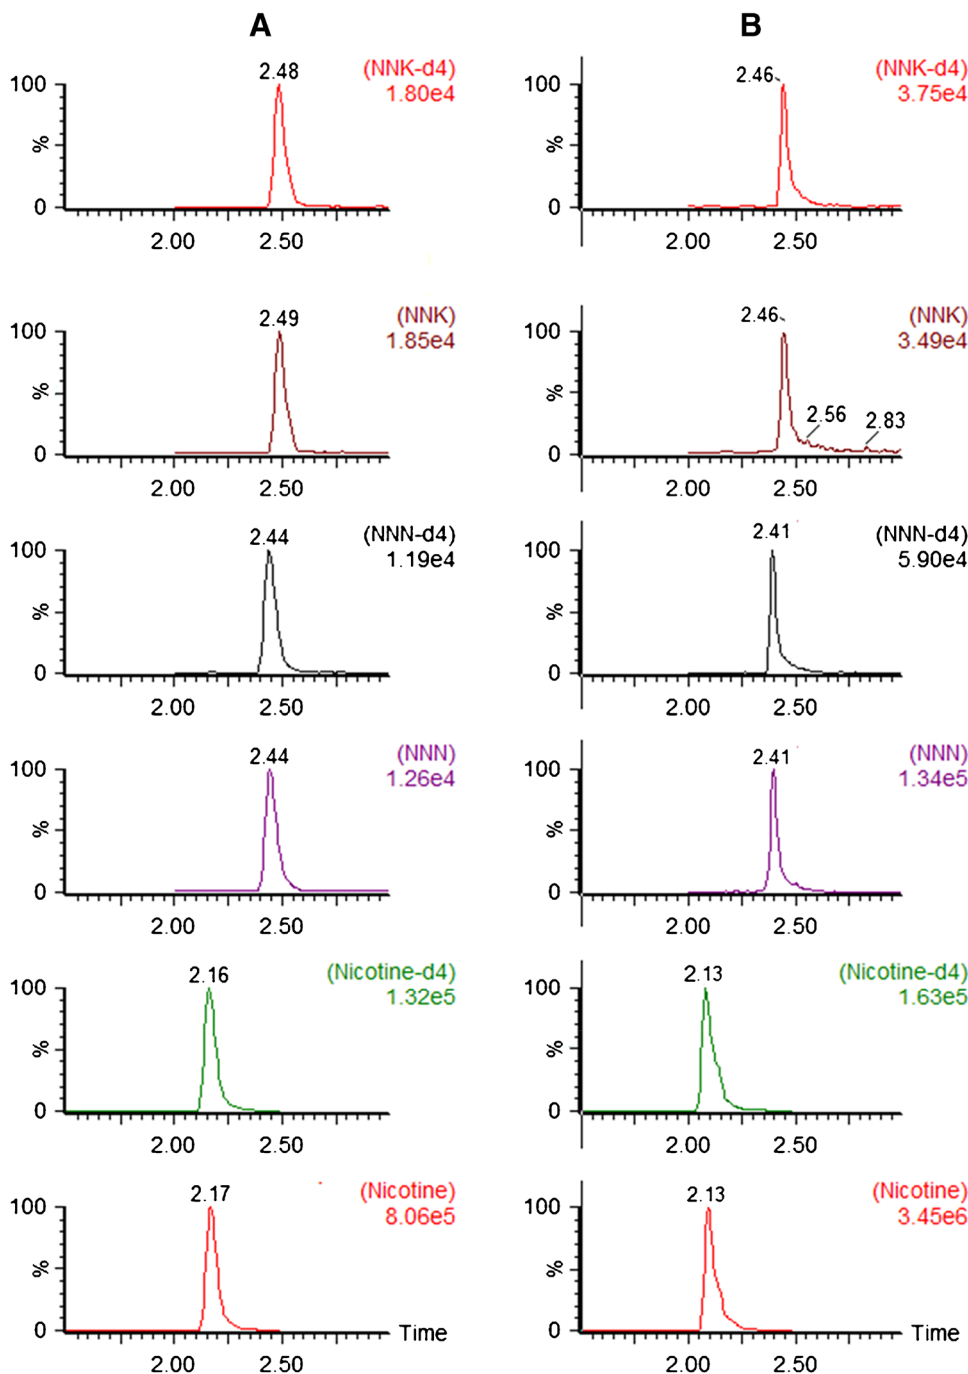 A
B
2.48
(NNK-d4)
1.80e4
100
%
0
2.00 2.50
2.46
(NNK-d4)
3.75e4
100
%
0
2.00 2.50
2.49
(NNK)
1.85e4
100
%
0
2.00 2.50
2.46
(NNK)
3.49e4
100
%
2.56
2.83
0
2.00 2.50
2.44
(NNN-d4)
1.19e4
100
%
0
2.00 2.50
2.41
(NNN-d4)
5.90e4
100
%
0
2.00 2.50
2.44
(NNN)
1.26e4
100
%
0
2.00 2.50
2.41
(NNN)
1.34e5
100
%
0
2.00 2.50
2.16
(Nicotine-d4)
1.32e5
100
%
0
2.00 2.50
2.13
(Nicotine-d4)
1.63e5
100
%
0
2.00 2.50
2.17
(Nicotine)
8.06e5
100
%
0
Time
2.00 2.50
2.13
(Nicotine)
3.45e6
100
%
0
Time
2.00 2.50